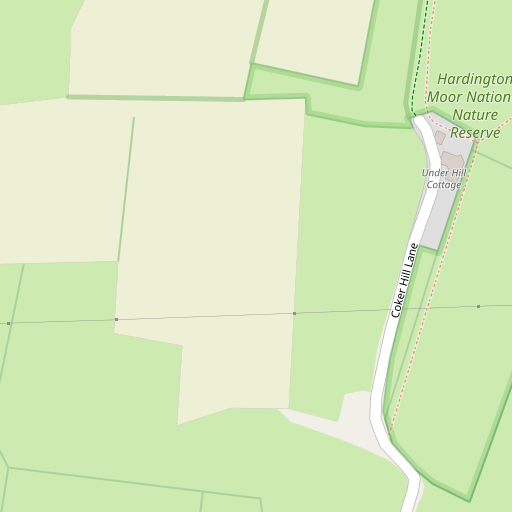 Hardington
Moor Nation
Nature
Reserve
Under Hill
Cottage
Coker Hill Lane